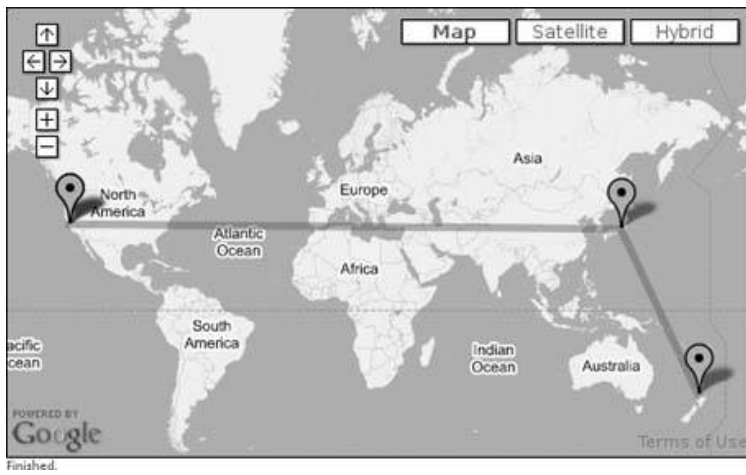 Map Satellite Hybrid
Asia
North
America
Europe
Atlantic
Ocean
Africa
South
America
acific
cean
Indian
Ocean
Australia
POWERED BY
Google
Terms of Use
Finished.